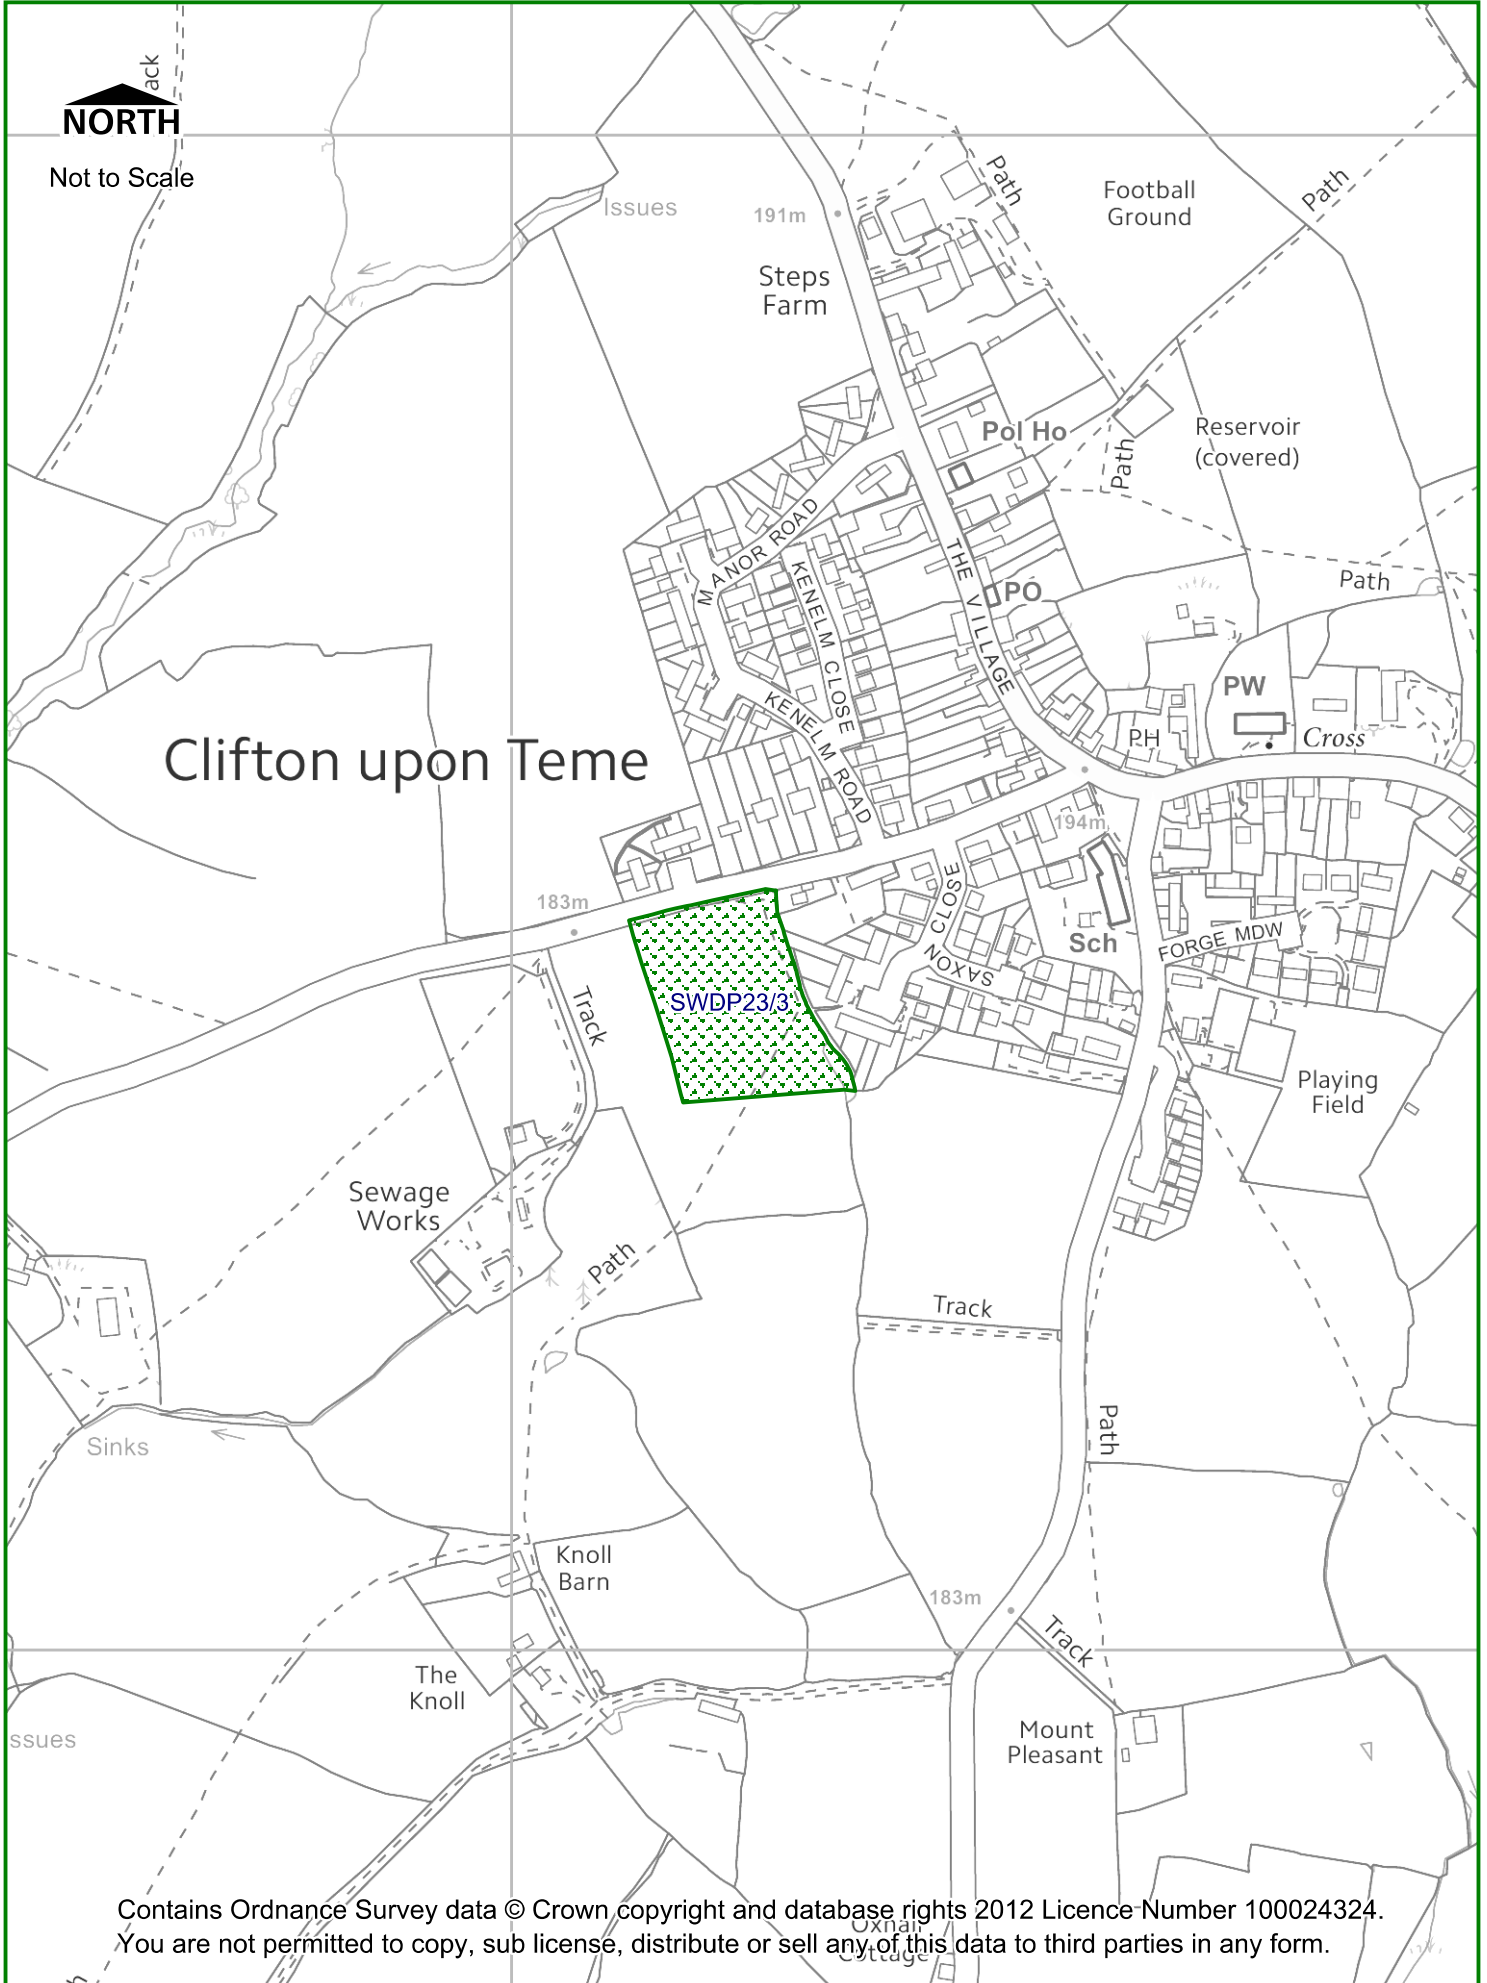 ack
NORTH
Not to Scale
Issues
191m
Path
Football
Ground
Path
Steps
Farm
Pol Ho
Reservoir
(covered)
Path
MANOR ROAD
KENELM CLOSE
THE VILLAGE
PO
Path
PW
KENELM ROAD
PH
Cross
Clifton upon Teme
194m
183m
CLOSE
SAXON
Sch
FORGE MDW
SWDP23/3
Track
Playing
Field
Sewage
Works
Path
Track
Path
Sinks
Knoll
Barn
183m
Track
The
Knoll
ssues
Mount
Pleasant
Contains Ordnance Survey data © Crown copyright and database rights 2012 Licence Number 100024324.
Oxnall
You are not permitted to copy, sub license, distribute or sell any of this data to third parties in any form.
Cottage
h